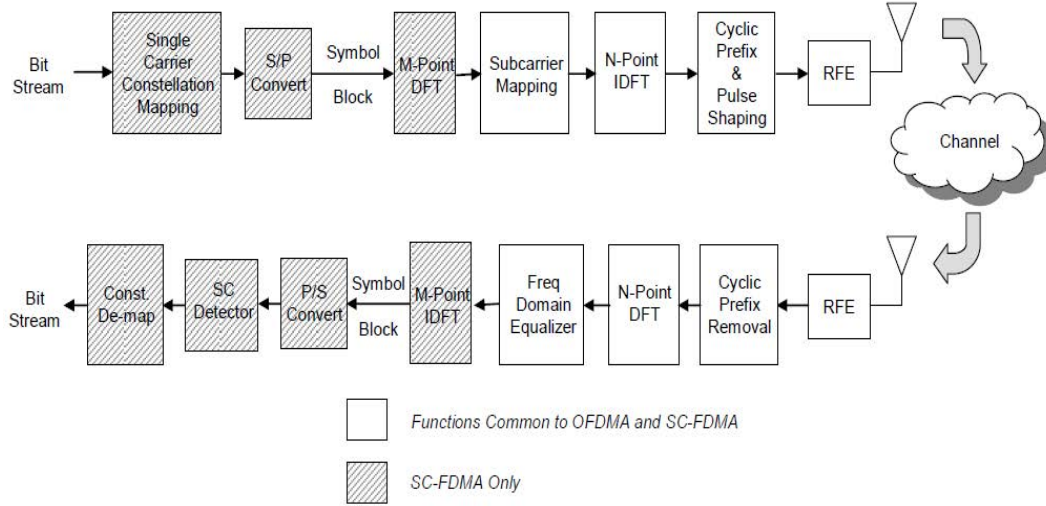 Bit
Stream
Single
Carrier
Constellation
Mapping
S/P
Convert
Symbol
Block
M-Point
DFT
Subcarrier
Mapping
N-Point
IDFT
Cyclic
Prefix
&
Pulse
Shaping
RFE
Channel
Bit
Stream
Const.
De-map
SC
Detector
P/S
Convert
Symbol
Block
M-Point
IDFT
Freq
Domain
Equalizer
N-Point
DFT
Cyclic
Prefix
Removal
RFE
Functions Common to OFDMA and SC-FDMA
SC-FDMA Only